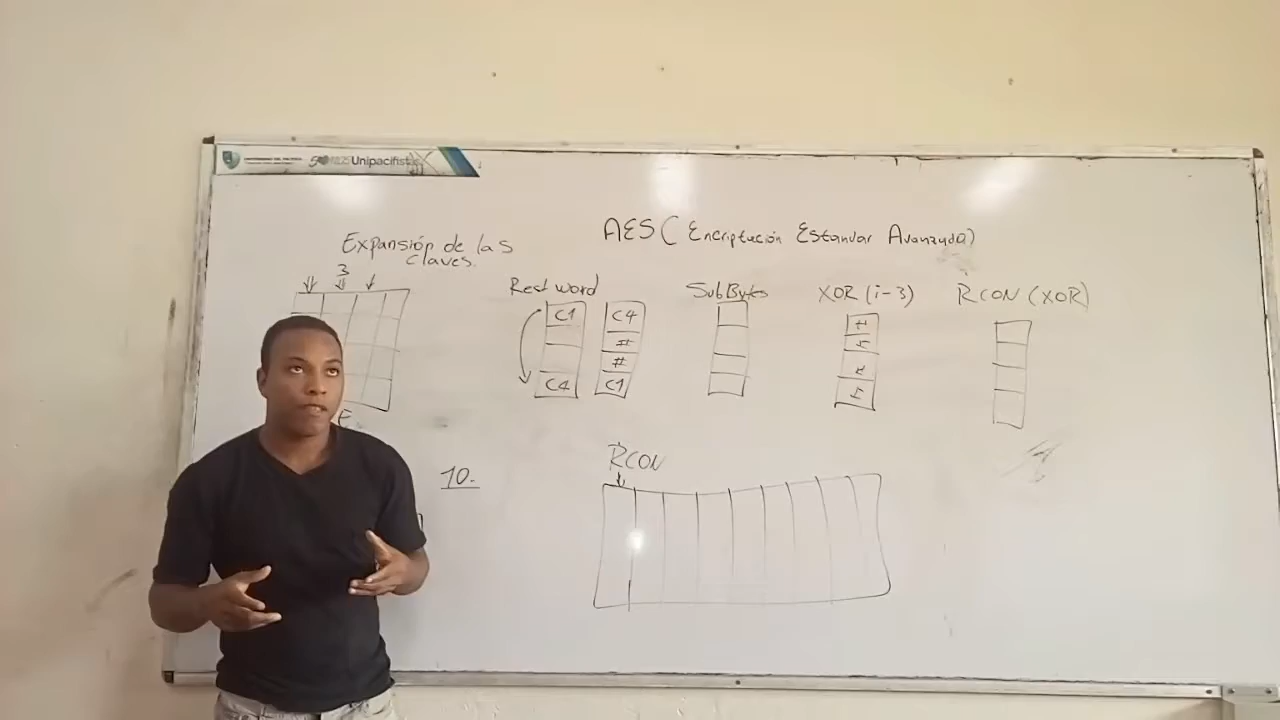 Unipacifista
AES( Encriptación Estandar Avanzada)
Expansión de las
claves.
3
Rest word
SubBytes
XOR (i-3)
RCON (XOR)
C1
C4
C4
#
#
C1
RCON
10.